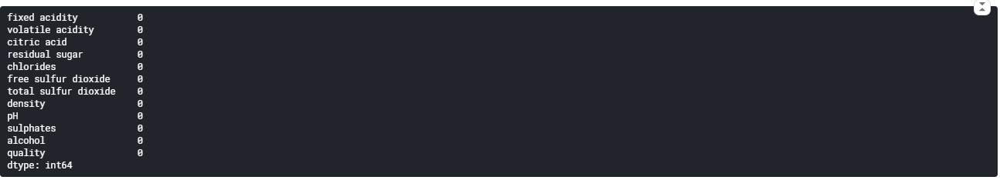 fixed acidity           0
volatile acidity        0
citric acid             0
residual sugar          0
chlorides               0
free sulfur dioxide     0
total sulfur dioxide    0
density                 0
pH                      0
sulphates               0
alcohol                 0
quality                 0
dtype: int64